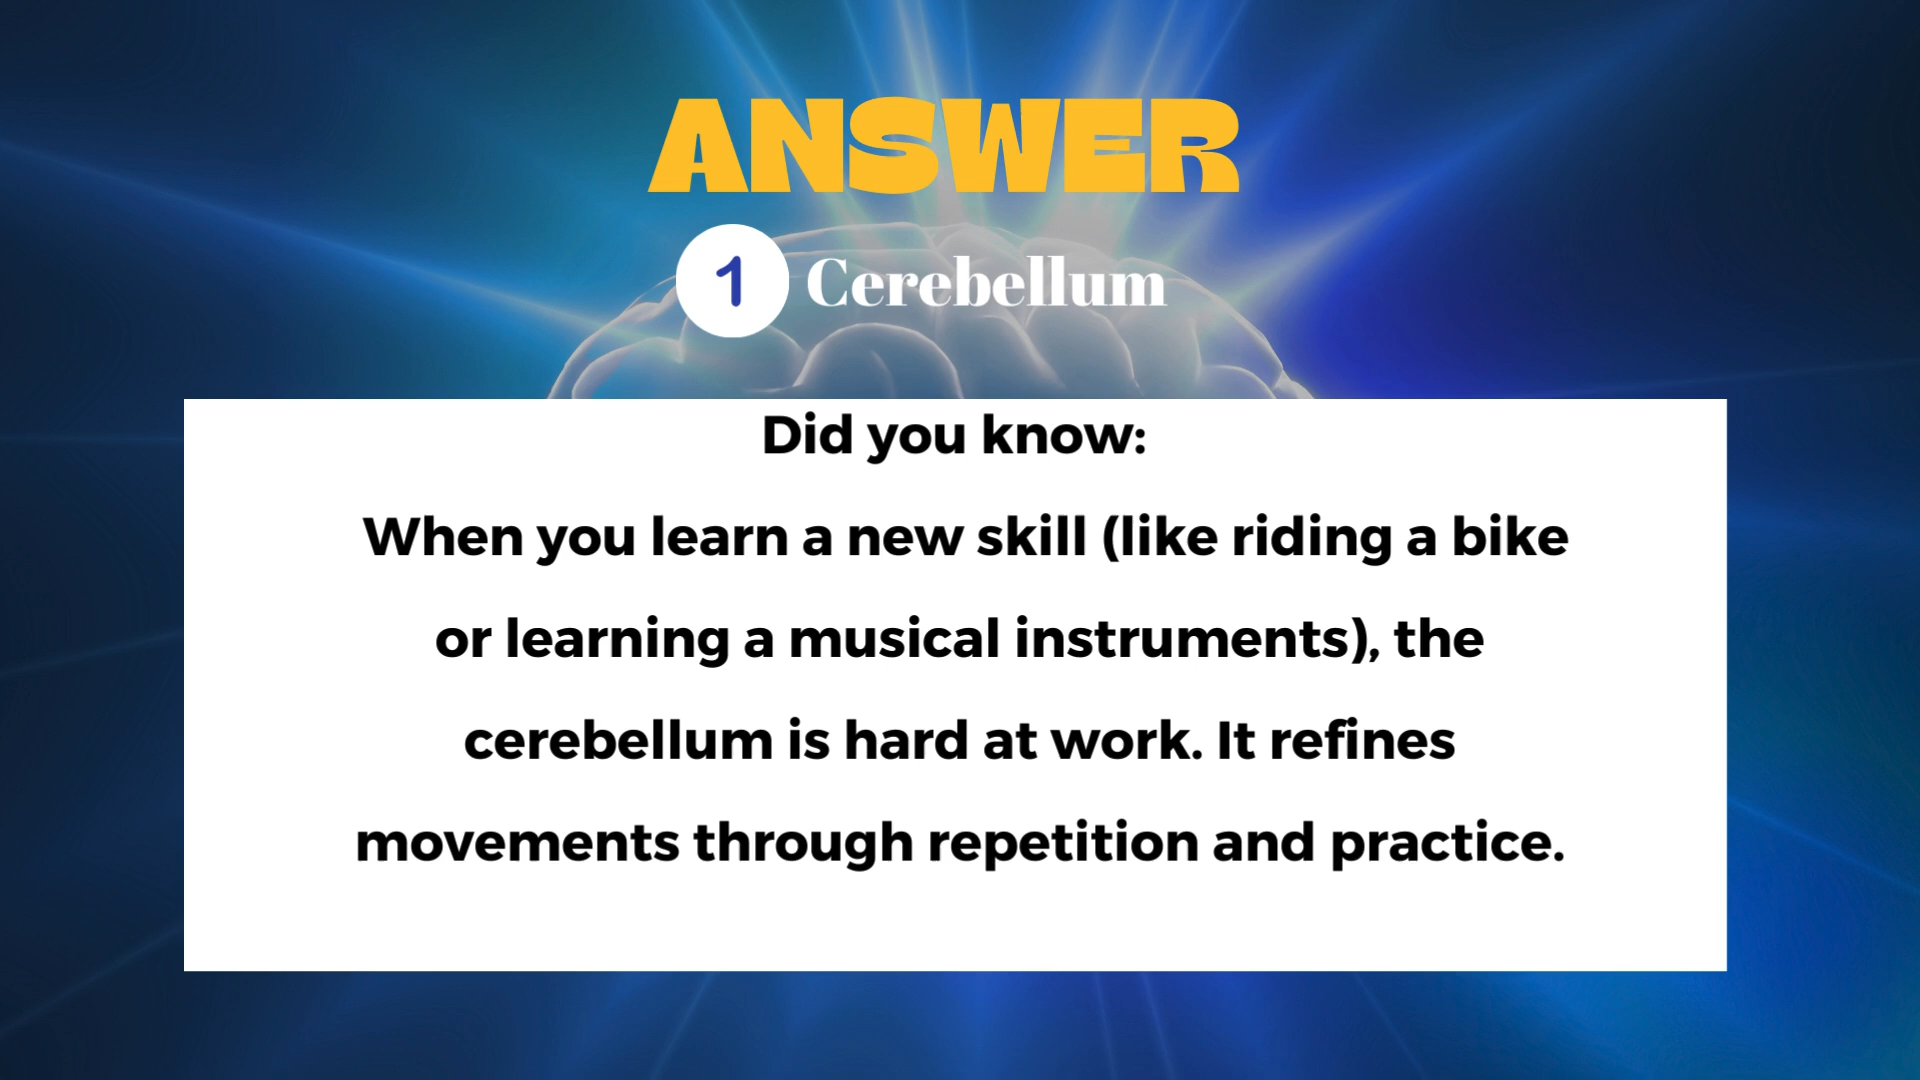 ANSWER
1 Cerebellum
Did you know:
When you learn a new skill (like riding a bike
or learning a musical instruments), the
cerebellum is hard at work. It refines
movements through repetition and practice.